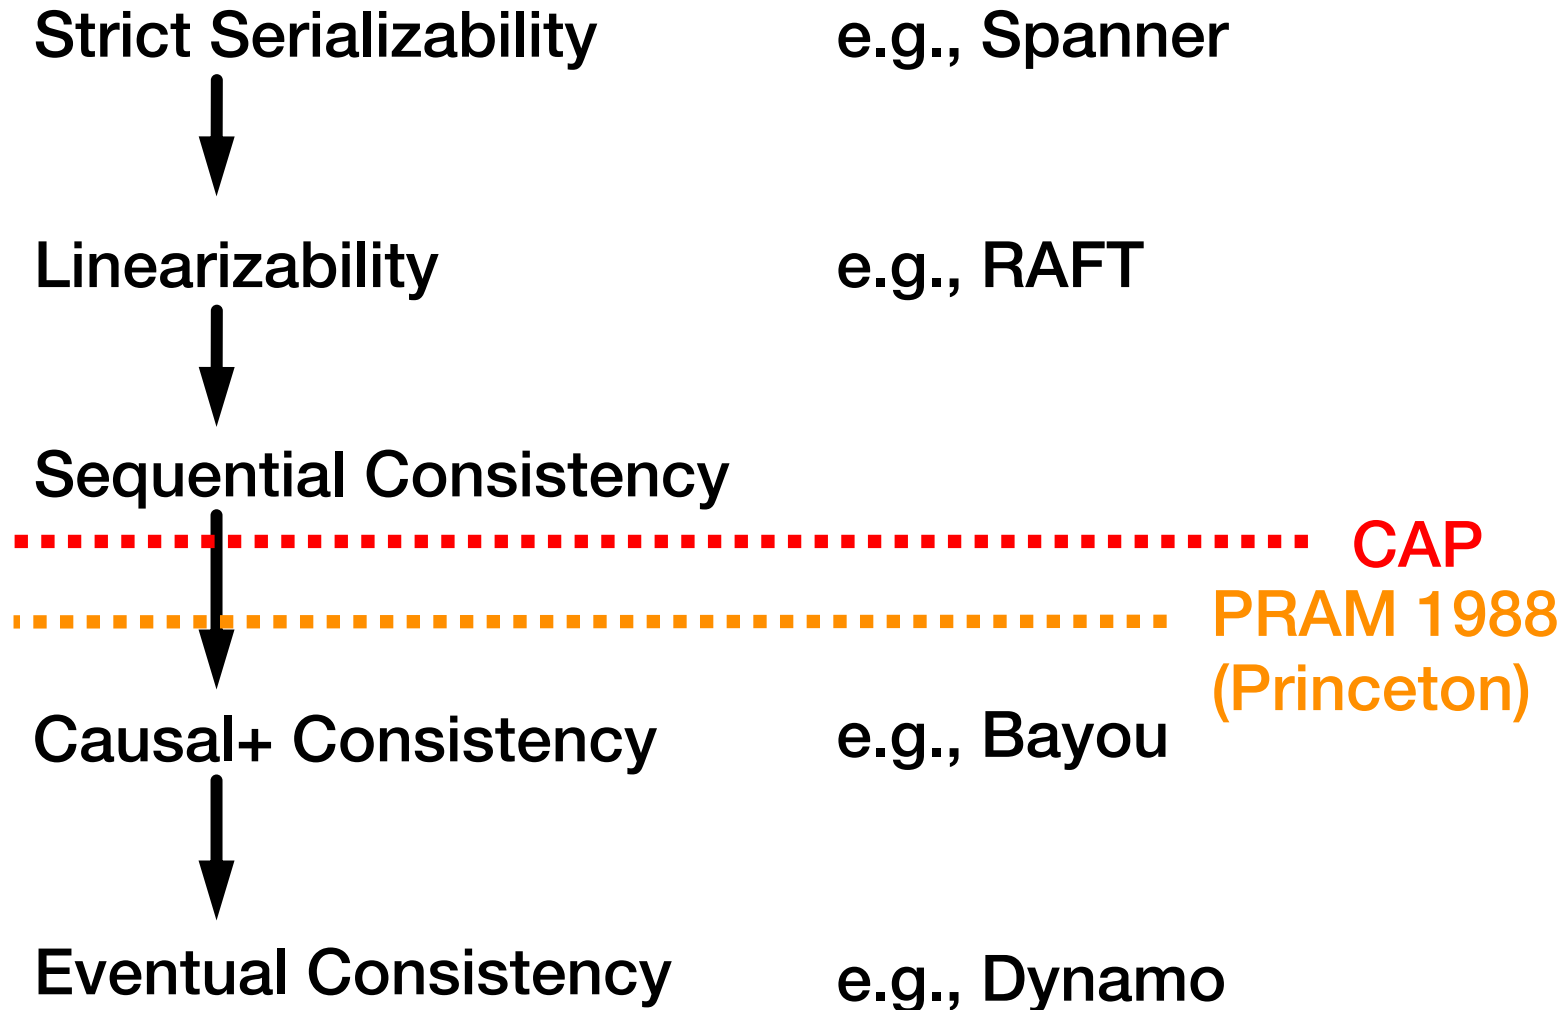 Strict Serializability e.g., Spanner
Linearizability e.g., RAFT
Sequential Consistency
CAP
PRAM 1988
(Princeton)
Causal+ Consistency e.g., Bayou
Eventual Consistency e.g., Dynamo